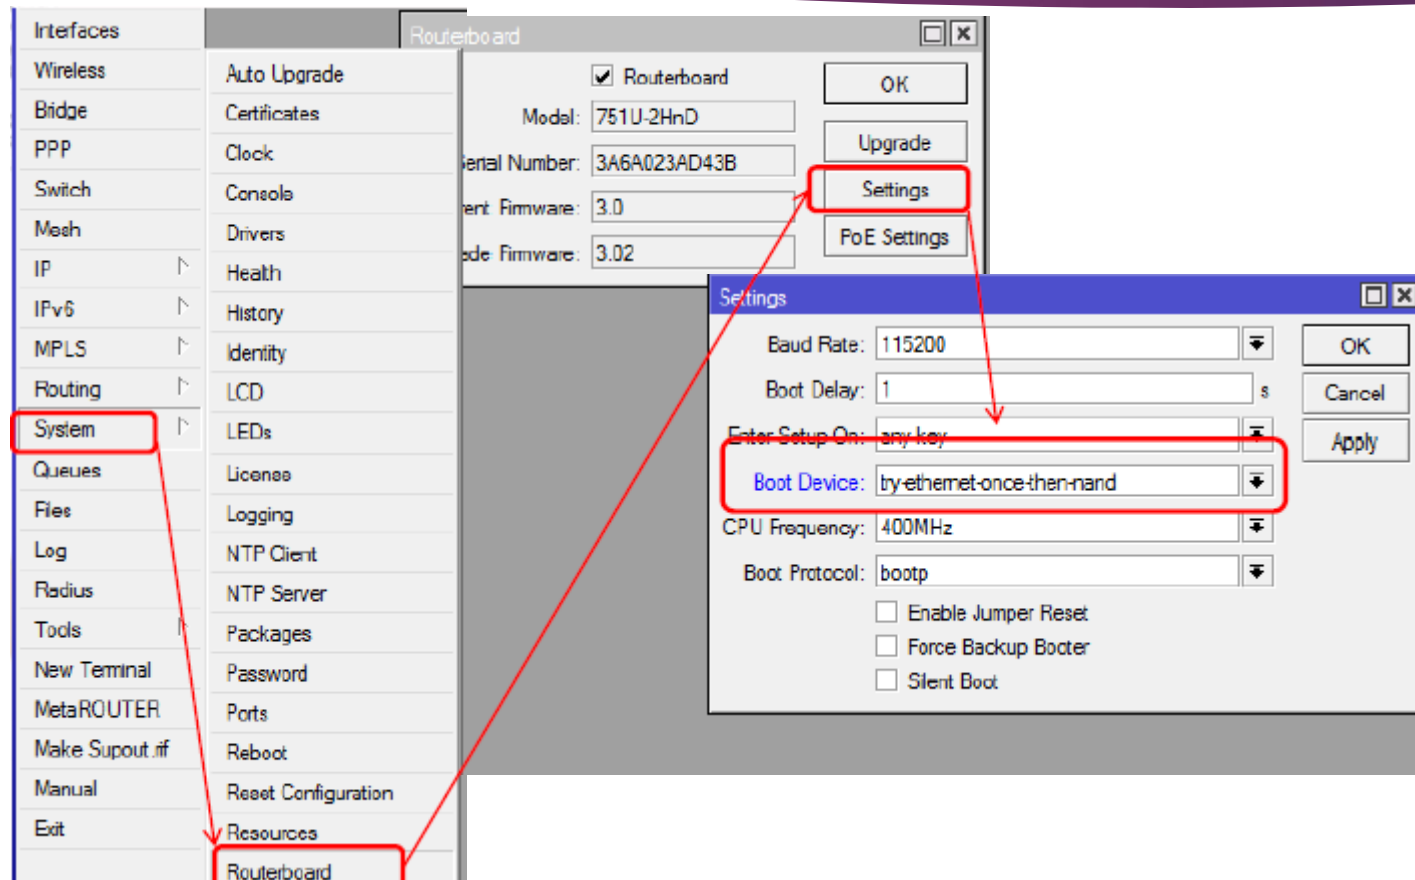 Interfaces
Wireless
Bridge
PPP
Switch
Mesh
IP
IPv6
MPLS
Routing
System
Queues
Files
Log
Radius
Tools
New Terminal
MetaROUTER
Make Supout.rif
Manual
Exit
Auto Upgrade
Certificates
Clock
Console
Drivers
Health
History
Identity
LCD
LEDs
License
Logging
NTP Client
NTP Server
Packages
Password
Ports
Reboot
Reset Configuration
Resources
Routerboard
Routerboard
Routerboard
Model: 751U-2HnD
Serial Number: 3A6A023AD43B
rent Firmware: 3.0
ade Firmware: 3.02
OK
Upgrade
Settings
PoE Settings
Settings
Baud Rate: 115200
Boot Delay: 1 s
Enter Setup On: any key
Boot Device: try-ethernet-once-then-nand
CPU Frequency: 400MHz
Boot Protocol: bootp
Enable Jumper Reset
Force Backup Booter
Silent Boot
OK
Cancel
Apply